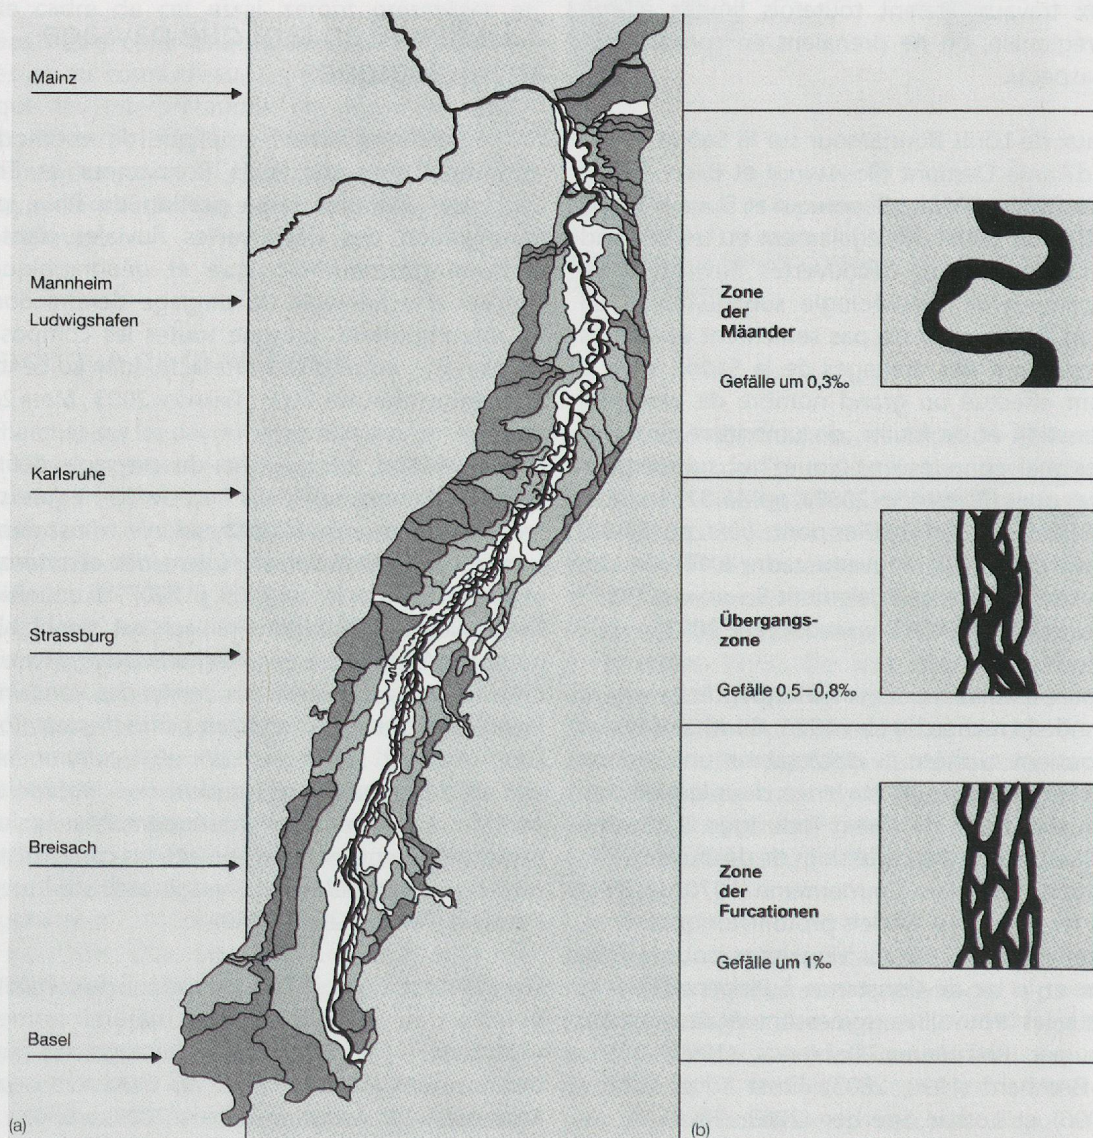 Mainz
Mannheim
Ludwigshafen
Karlsruhe
Strassburg
Breisach
Basel
(a)
Zone
der
Mäander
Gefälle um 0,3‰
Übergangs-
zone
Gefälle 0,5–0,8‰
Zone
der
Furcationen
Gefälle um 1‰
(b)